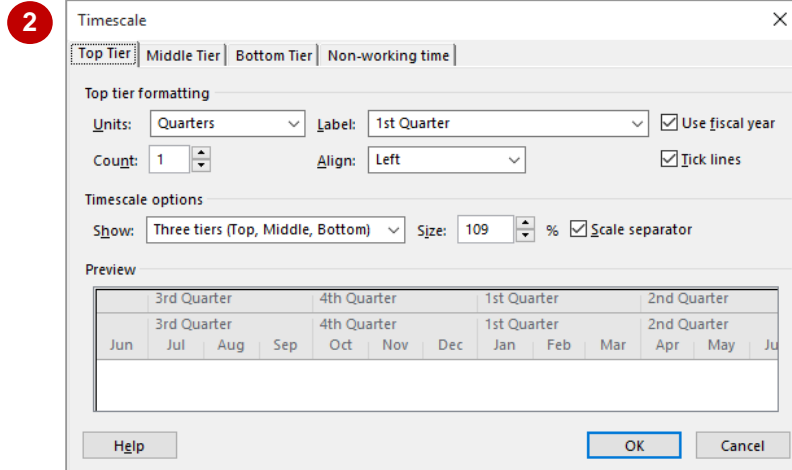 2
Timescale
Top Tier Middle Tier Bottom Tier Non-working time
Top tier formatting
Units: Quarters Label: 1st Quarter Use fiscal year
Count: 1 Align: Left Tick lines
Timescale options
Show: Three tiers (Top, Middle, Bottom) Size: 109 % Scale separator
Preview
3rd Quarter 4th Quarter 1st Quarter 2nd Quarter
3rd Quarter 4th Quarter 1st Quarter 2nd Quarter
Jun Jul Aug Sep Oct Nov Dec Jan Feb Mar Apr May Ju
Help OK Cancel